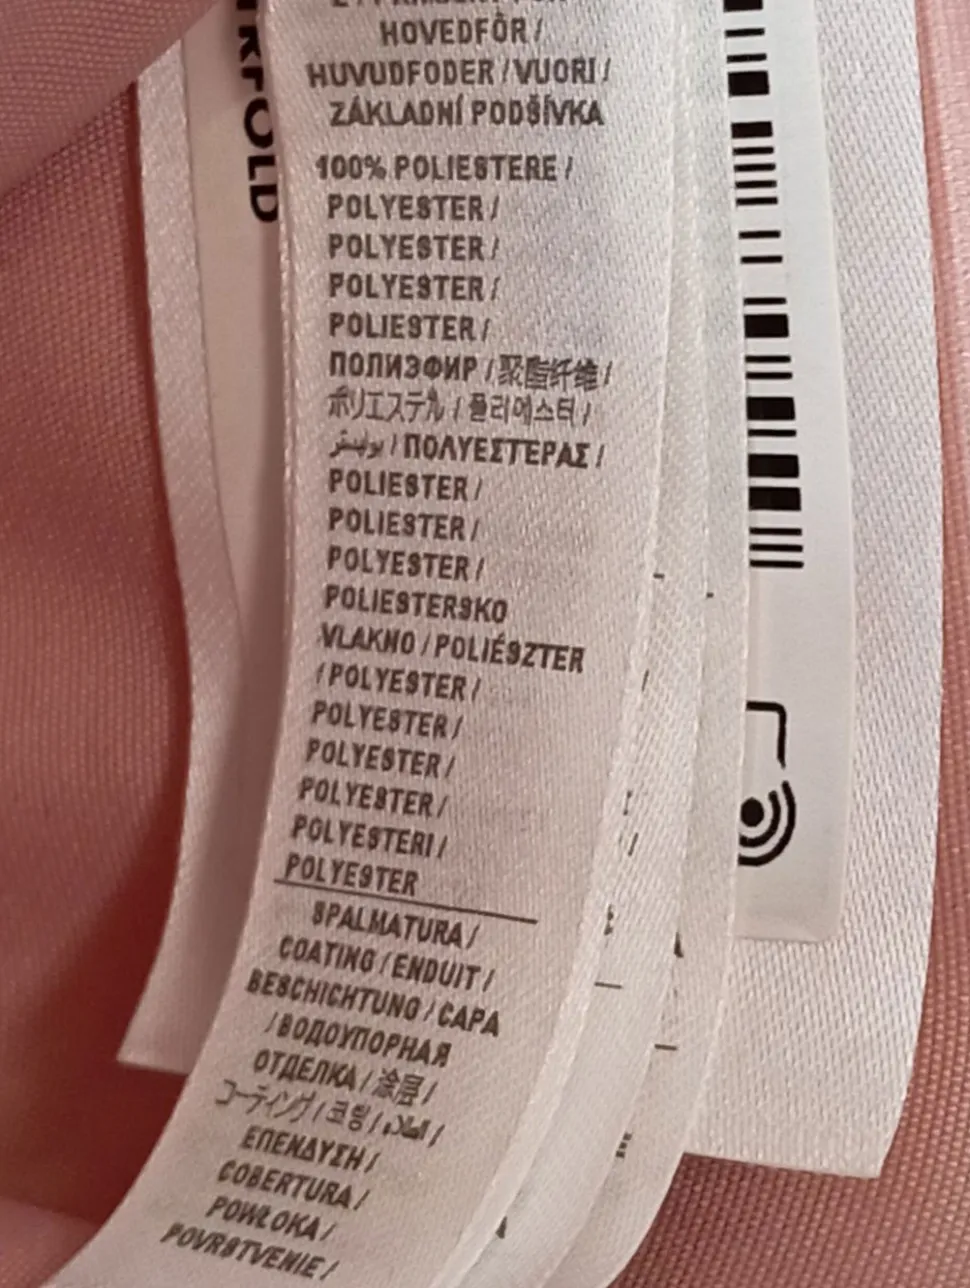 HOVEDFÔR /
HUVUDFODER / VUORI /
ZÁKLADNÍ PODŠÍVKA
100% POLIESTERE /
POLYESTER /
POLYESTER /
POLYESTER /
POLIESTER /
ПОЛИЭФИР / 聚酯纤维 /
ポリエステル / 폴리에스터 /
/ ΠΟΛΥΕΣΤΕΡΑΣ /
POLIESTER /
POLIESTER /
POLYESTER /
POLIESTERSKO
VLAKNO / POLIÉSZTER
/ POLYESTER /
POLYESTER /
POLYESTER /
POLYESTER /
POLYESTERI /
POLYESTER
SPALMATURA /
COATING / ENDUIT /
BESCHICHTUNG / CAPA
/ ВОДОУПОРНАЯ
ОТДЕЛКА / 涂层 /
コーティング / 코팅 / الطلاء /
ΕΠΕΝΔΥΣΗ /
COBERTURA /
POWŁOKA /
POVRSTVENIE /
RFOLD